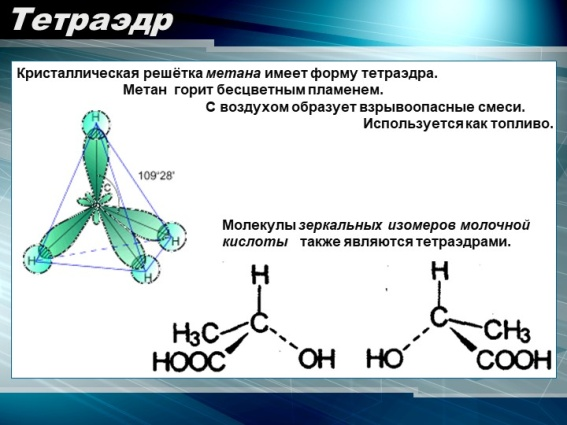 Тетраэдр
Кристаллическая решётка метана имеет форму тетраэдра.
Метан горит бесцветным пламенем.
С воздухом образует взрывоопасные смеси.
Используется как топливо.
H
109°28'
C
H
H
H
Молекулы зеркальных изомеров молочной
кислоты также являются тетраэдрами.
H
H₃C C
HOOC OH
H
C CH₃
HO COOH